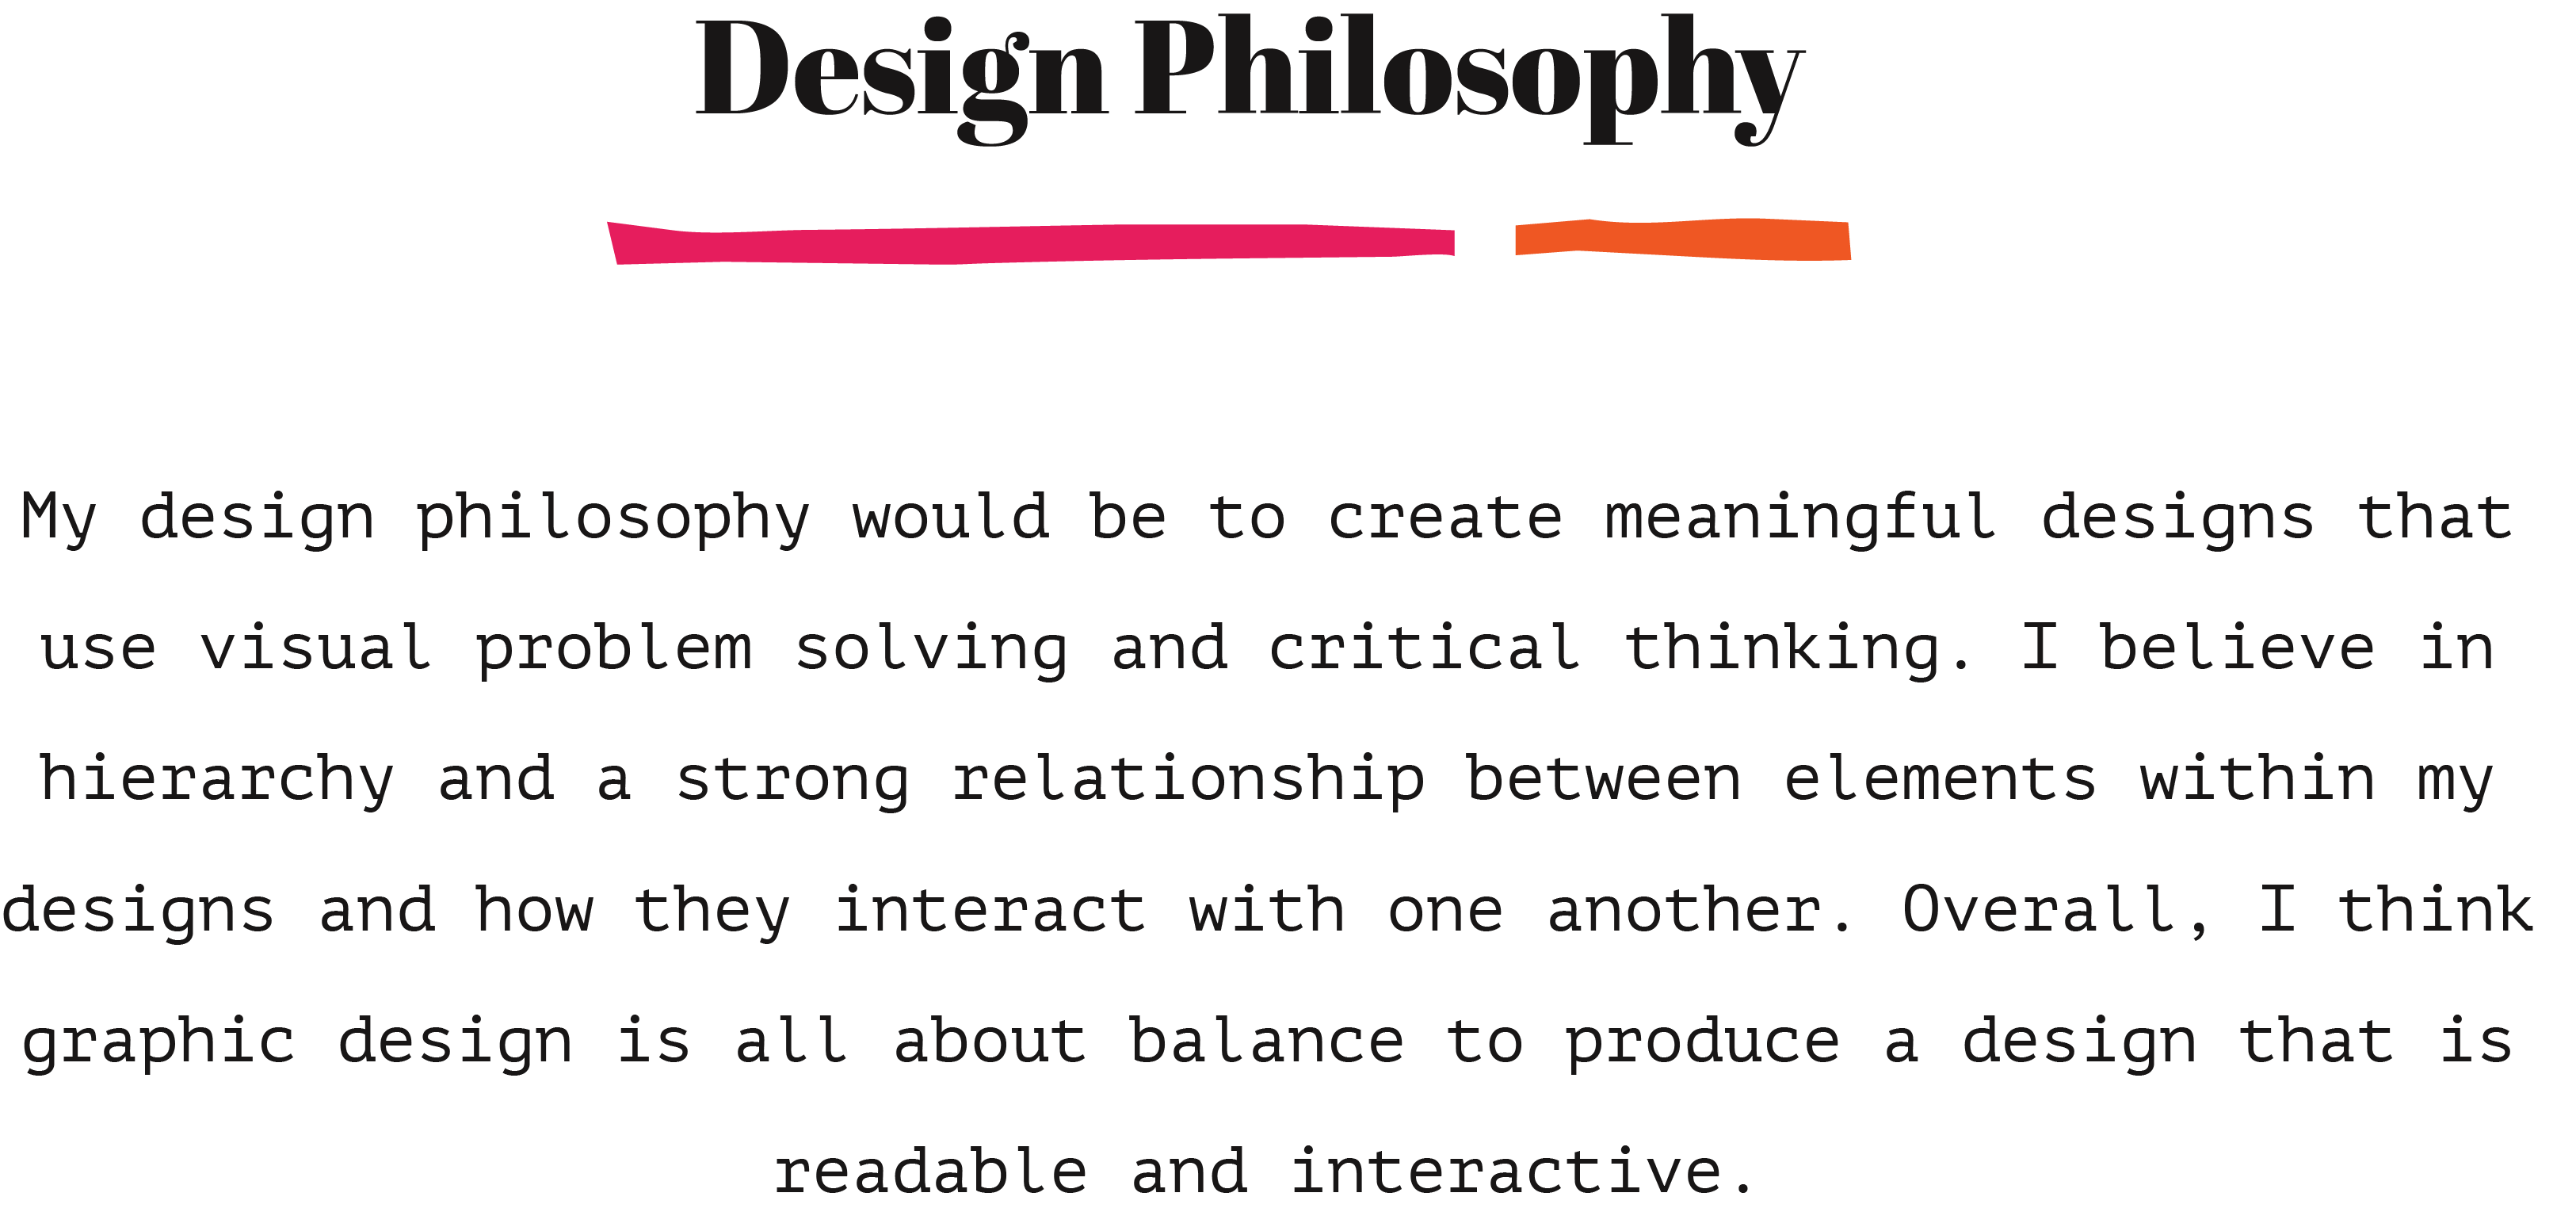 Design Philosophy
My design philosophy would be to create meaningful designs that
use visual problem solving and critical thinking. I believe in
hierarchy and a strong relationship between elements within my
designs and how they interact with one another. Overall, I think
graphic design is all about balance to produce a design that is
readable and interactive.